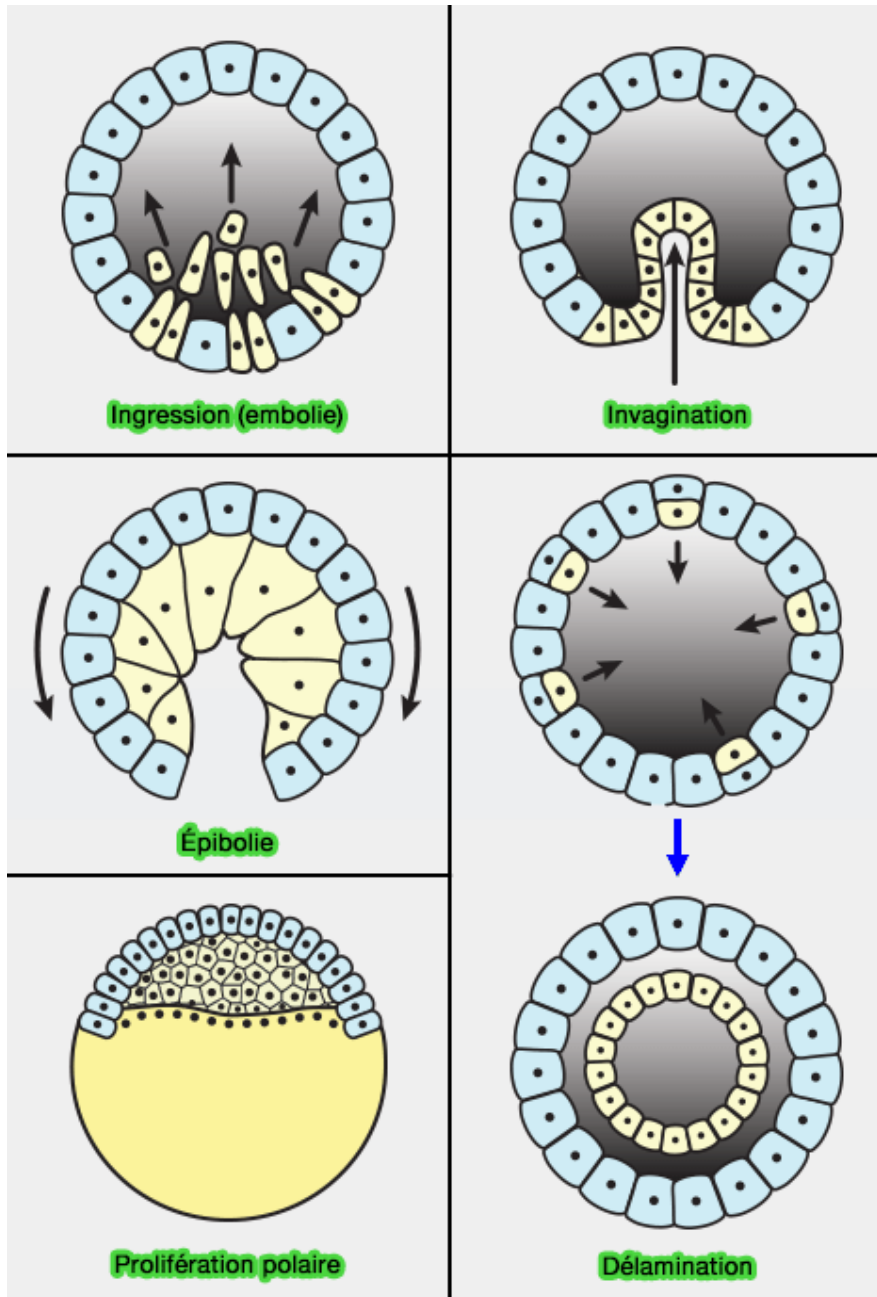 Ingression (embolie)
Invagination
Épibolie
Prolifération polaire
Délamination